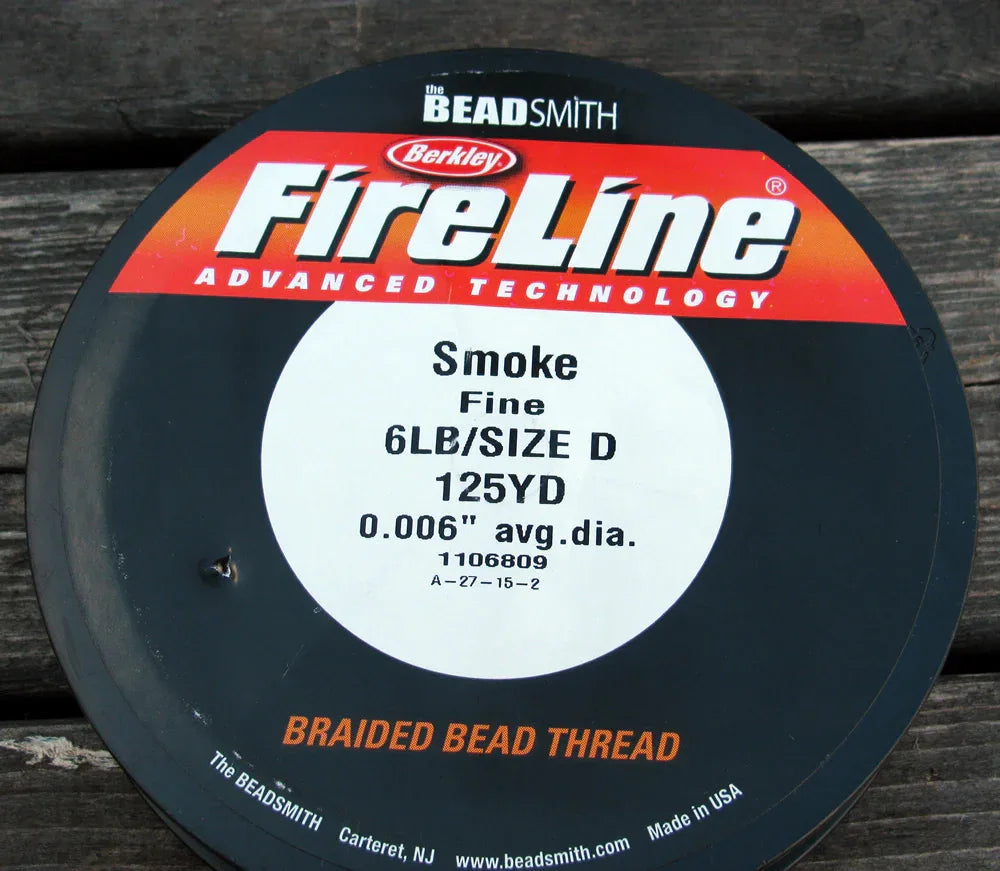 the
BEADSMITH
Berkley®
FireLine®
ADVANCED TECHNOLOGY
Smoke
Fine
6LB/SIZE D
125YD
0.006" avg.dia.
1106809
A-27-15-2
BRAIDED BEAD THREAD
The BEADSMITH Carteret, NJ www.beadsmith.com Made in USA